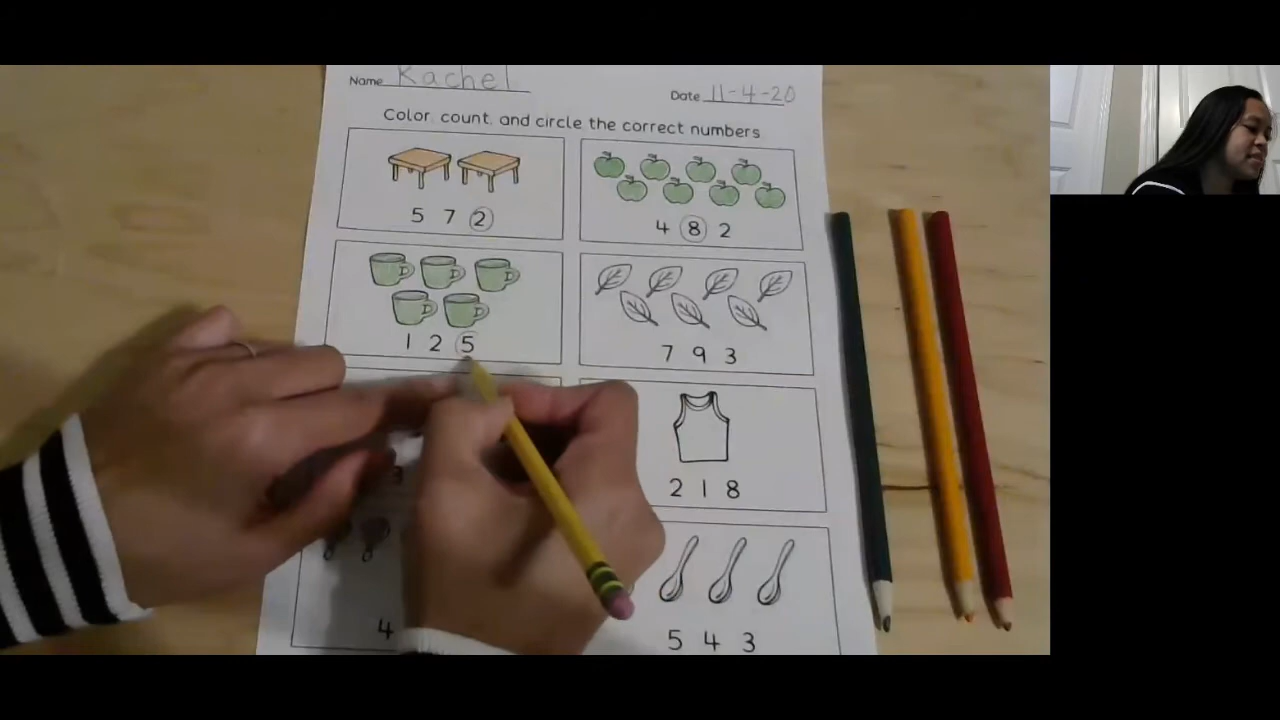 Name Rachel
Date 11-4-20
Color, count, and circle the correct numbers
5 7 2
4 8 2
1 2 5
7 9 3
3
2 1 8
4
5 4 3